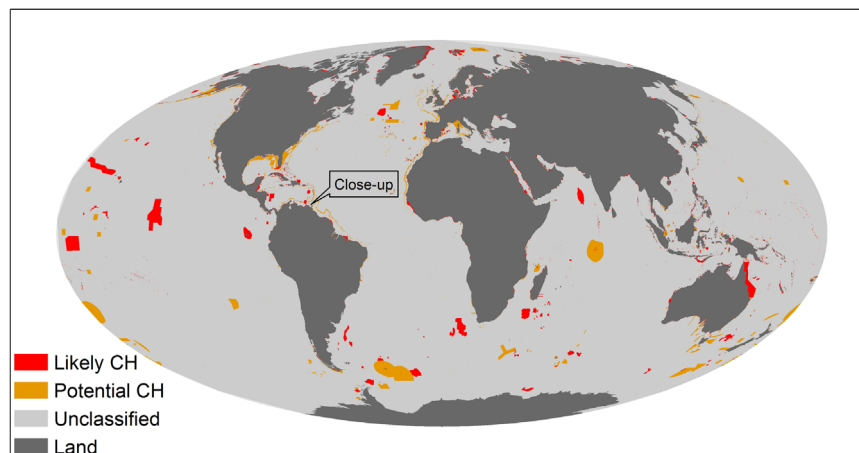 Close-up
Likely CH
Potential CH
Unclassified
Land